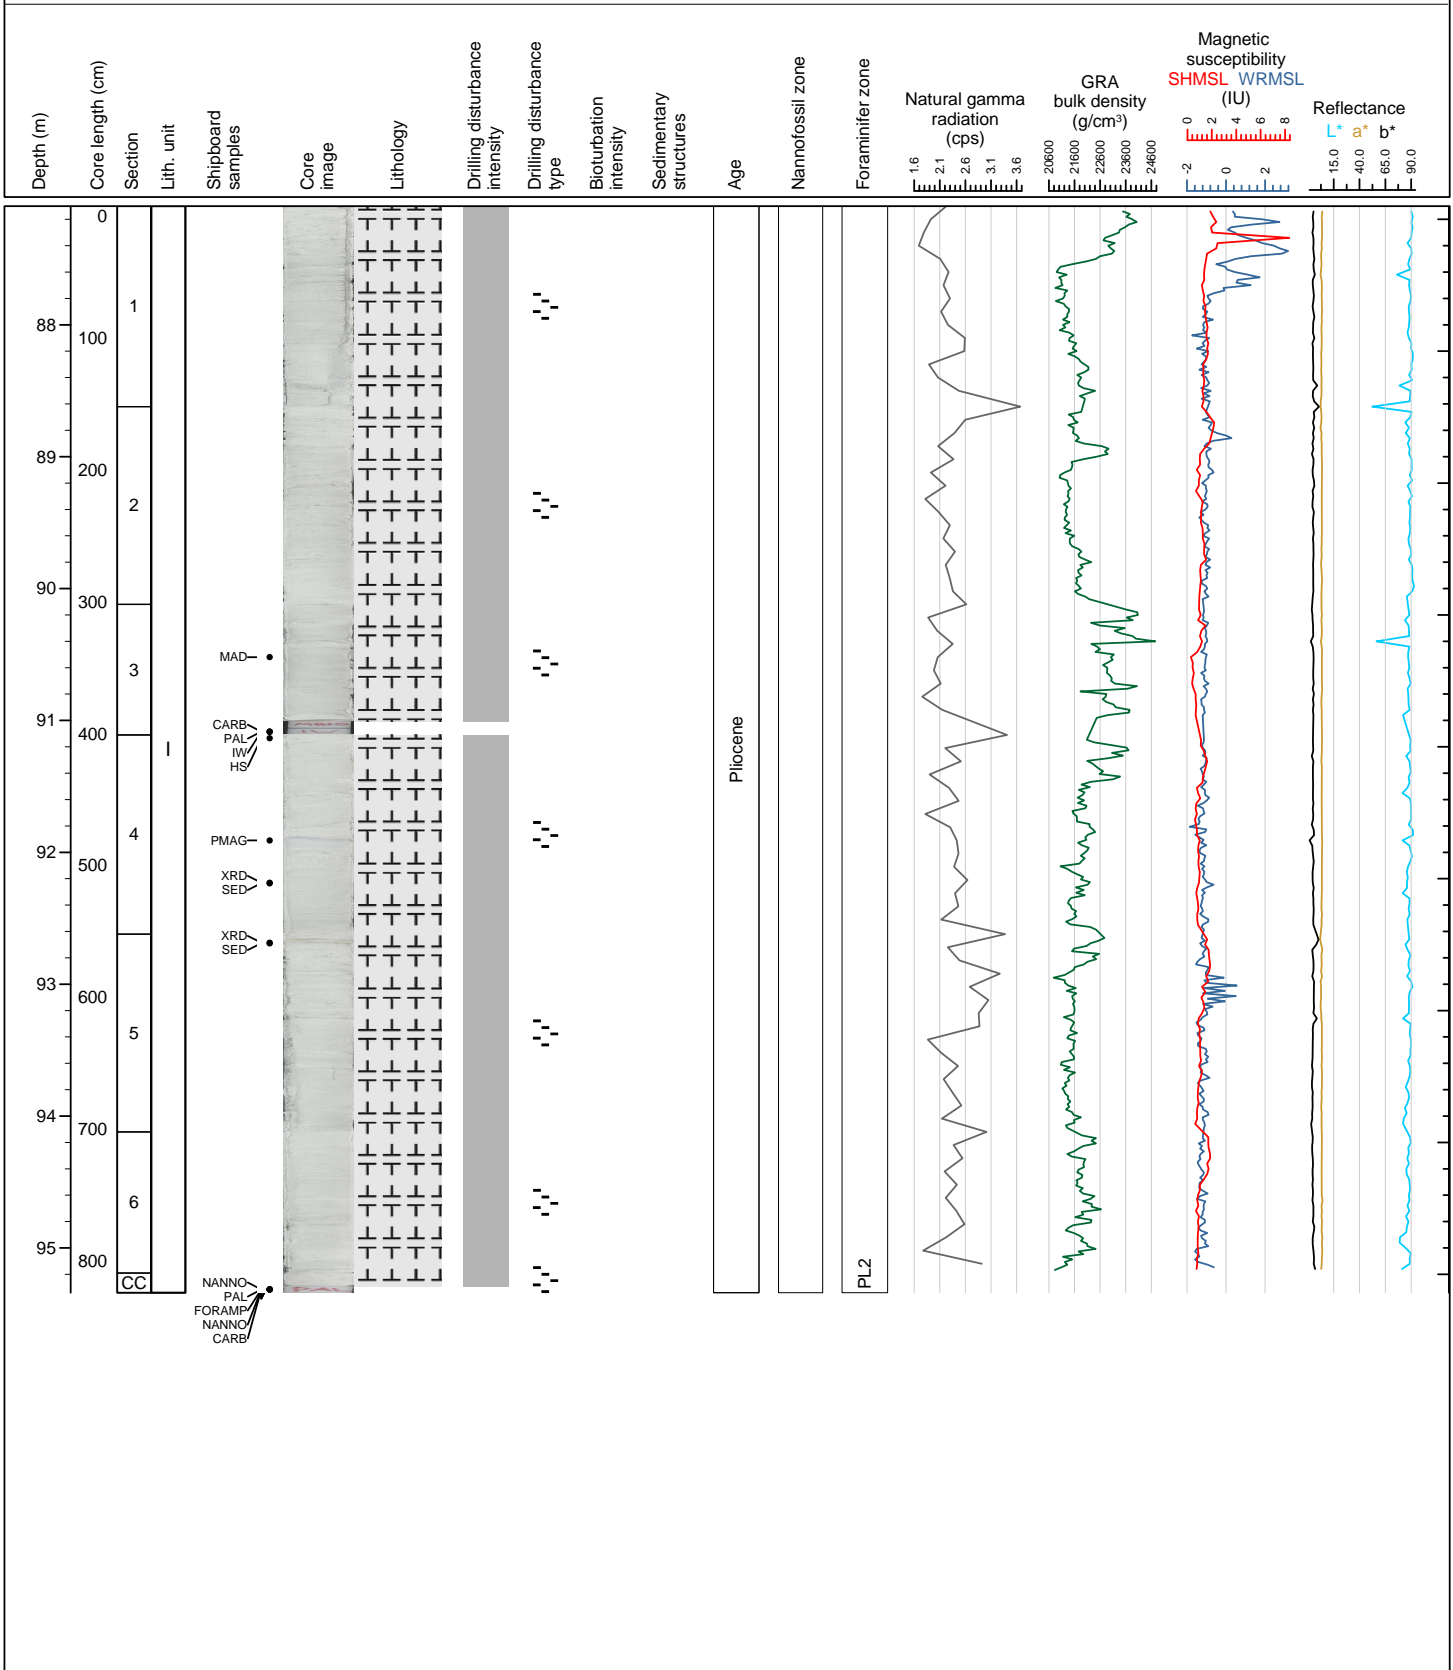 Depth (m)
Core length (cm)
Section
Lith. unit
Shipboard
samples
Core
image
Lithology
Drilling disturbance
intensity
Drilling disturbance
type
Bioturbation
intensity
Sedimentary
structures
Age
Nannofossil zone
Foraminifer zone
Natural gamma
radiation
(cps)
1.6 2.1 2.6 3.1 3.6
GRA
bulk density
(g/cm³)
20600 21600 22600 23600 24600
Magnetic
susceptibility
SHMSL WRMSL
(IU)
0 2 4 6 8
-2 0 2
Reflectance
L* a* b*
15.0 40.0 65.0 90.0
0
1
88
100
89
200
2
90
300
MAD
3
91
CARB
400
PAL
IW
HS
I
Pliocene
4
PMAG
92
500
XRD
SED
XRD
SED
93
600
5
94
700
6
95
800
CC
PL2
NANNO
PAL
FORAMP
NANNO
CARB